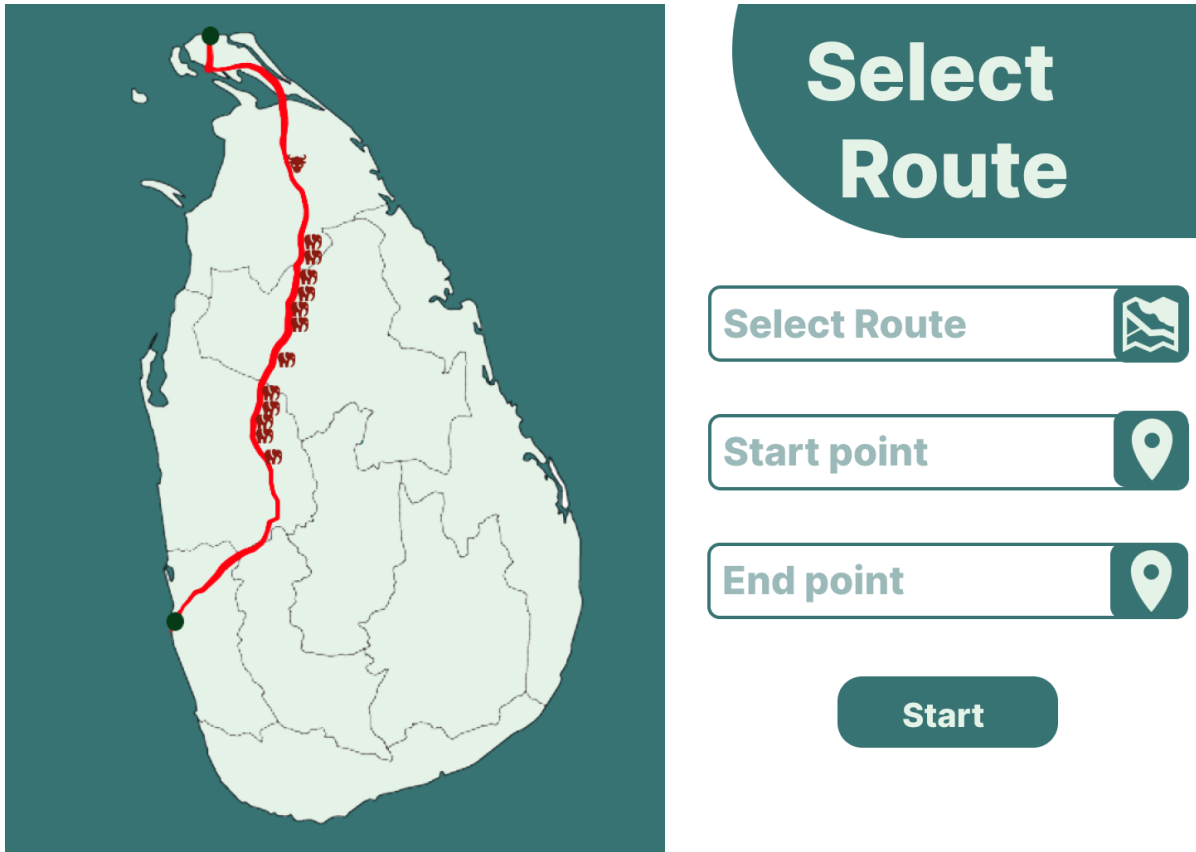 Select
Route
Select Route
Start point
End point
Start